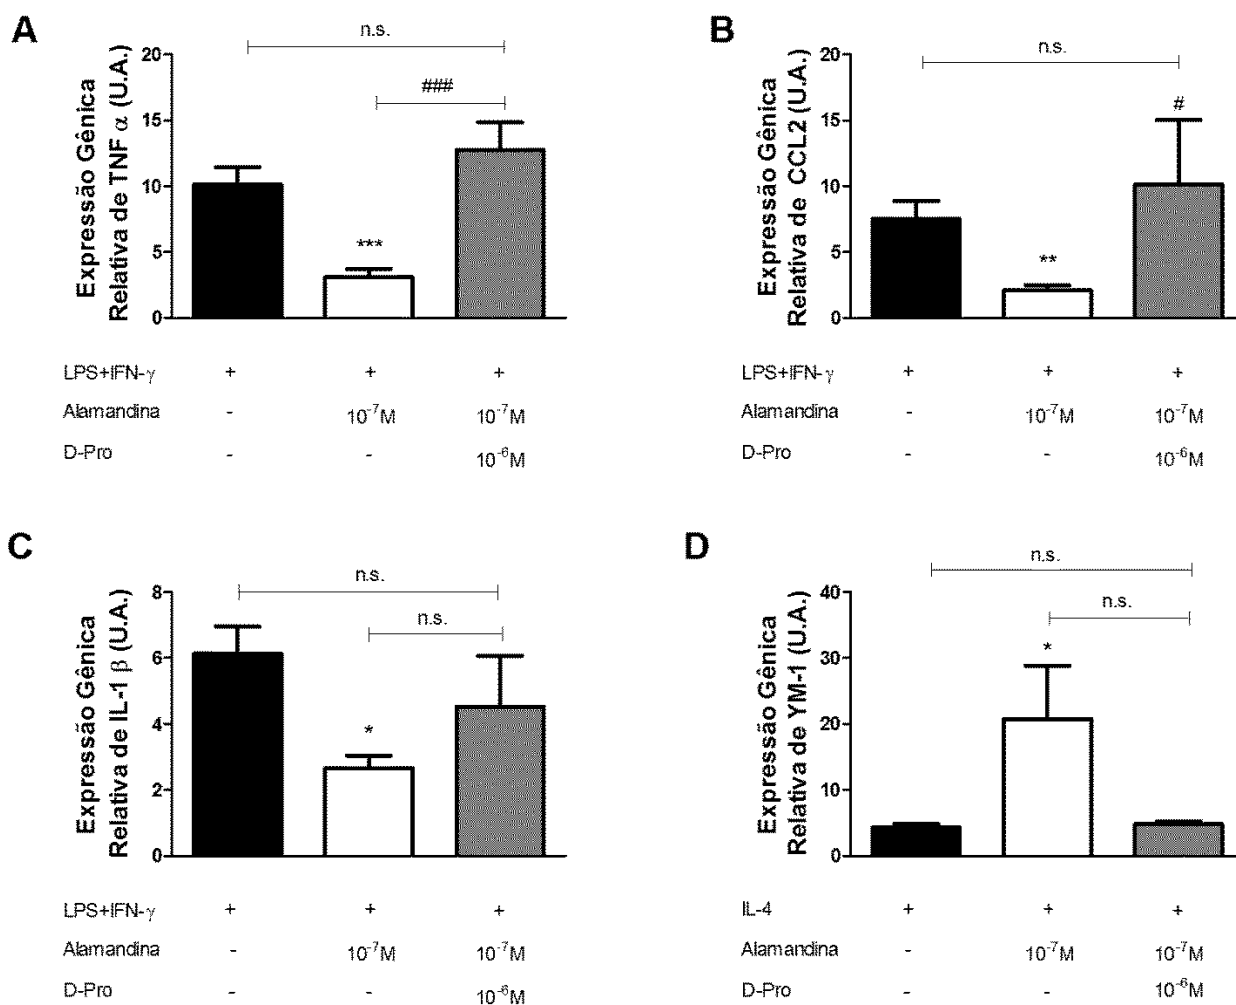 A
n.s.
###
***
Expressão Gênica
Relativa de TNF α (U.A.)
20
15
10
5
0
LPS+IFN-γ + + +
Alamandina - 10⁻⁷M 10⁻⁷M
D-Pro - - 10⁻⁶M
B
n.s.
#
**
Expressão Gênica
Relativa de CCL2 (U.A.)
20
15
10
5
0
LPS+IFN-γ + + +
Alamandina - 10⁻⁷M 10⁻⁷M
D-Pro - - 10⁻⁶M
C
n.s.
n.s.
*
Expressão Gênica
Relativa de IL-1 β (U.A.)
8
6
4
2
0
LPS+IFN-γ + + +
Alamandina - 10⁻⁷M 10⁻⁷M
D-Pro - - 10⁻⁶M
D
n.s.
n.s.
*
Expressão Gênica
Relativa de YM-1 (U.A.)
40
30
20
10
0
IL-4 + + +
Alamandina - 10⁻⁷M 10⁻⁷M
D-Pro - - 10⁻⁶M